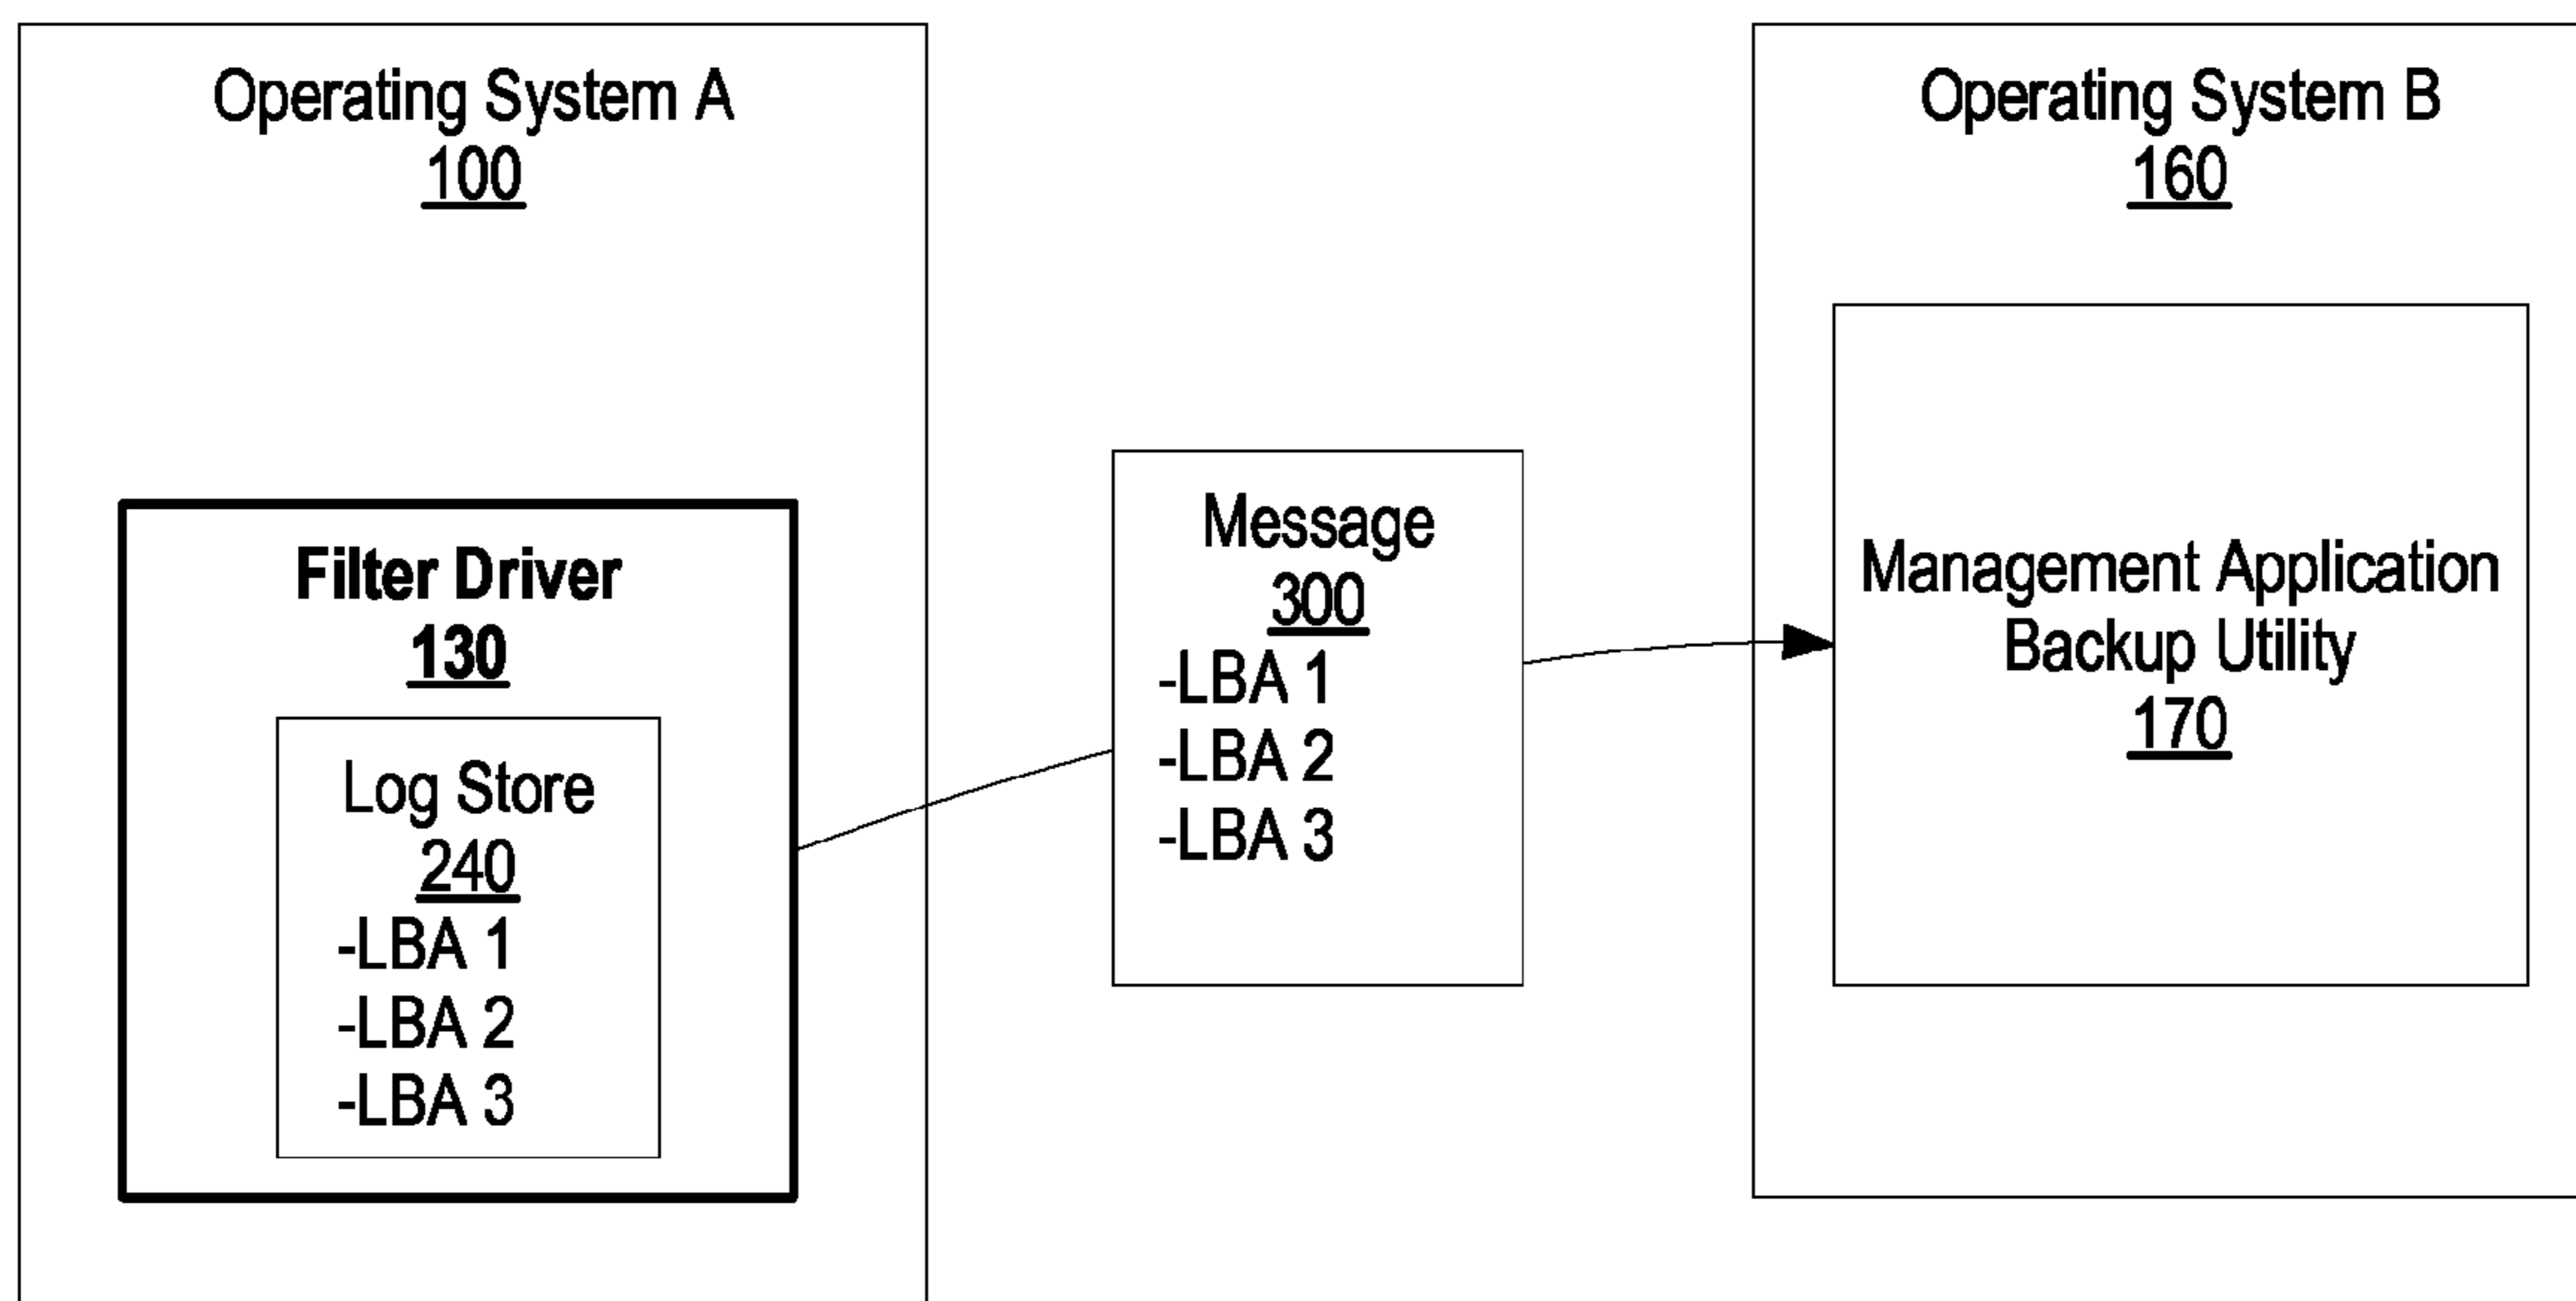 Operating System A
100
Filter Driver
130
Log Store
240
-LBA 1
-LBA 2
-LBA 3
Message
300
-LBA 1
-LBA 2
-LBA 3
Operating System B
160
Management Application
Backup Utility
170